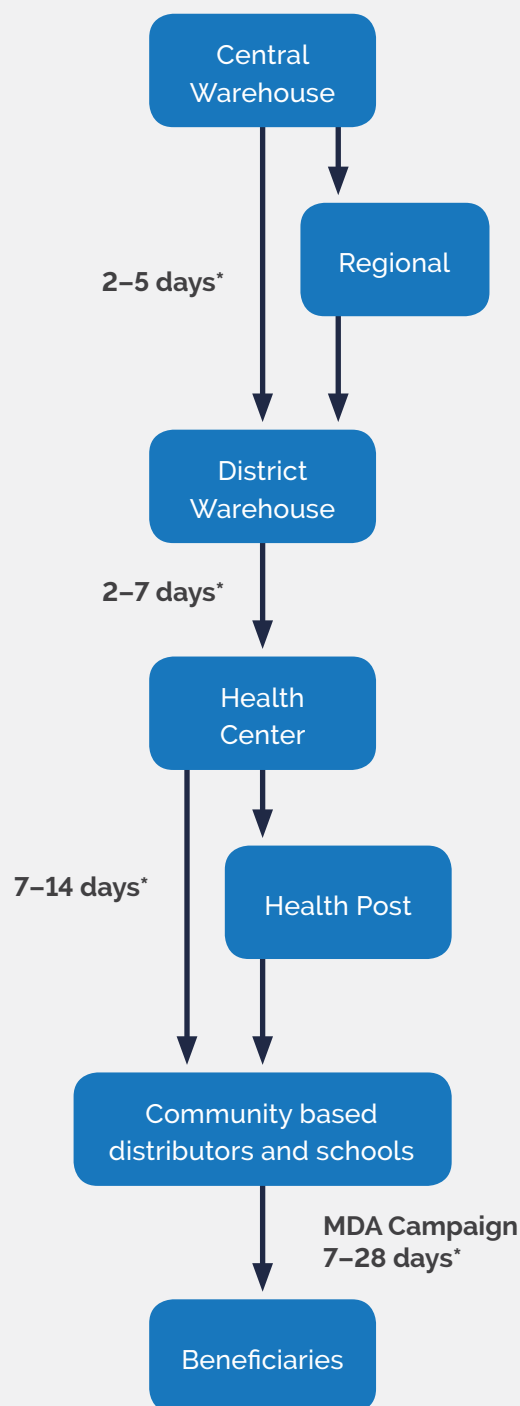 Central
Warehouse
Regional
2–5 days*
District
Warehouse
2–7 days*
Health
Center
7–14 days*
Health Post
Community based
distributors and schools
MDA Campaign
7–28 days*
Beneficiaries